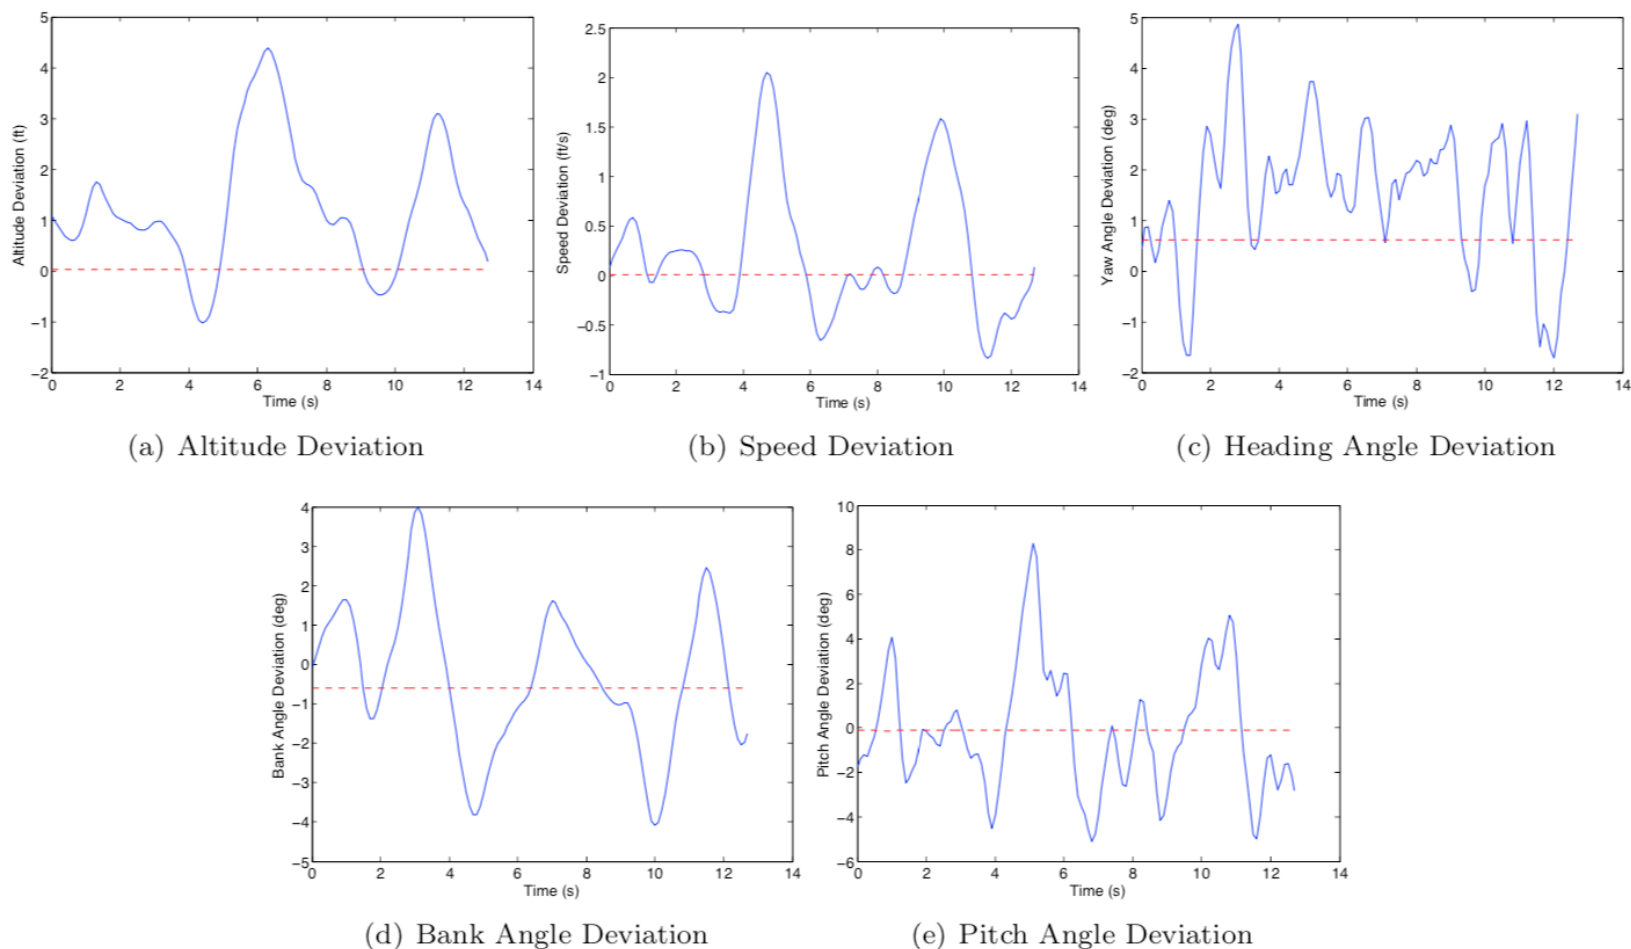 5
4
3
2
1
0
−1
−2
Altitude Deviation (ft)
0 2 4 6 8 10 12 14
Time (s)
(a) Altitude Deviation
2.5
2
1.5
1
0.5
0
−0.5
−1
Speed Deviation (ft/s)
0 2 4 6 8 10 12 14
Time (s)
(b) Speed Deviation
5
4
3
2
1
0
−1
−2
Yaw Angle Deviation (deg)
0 2 4 6 8 10 12 14
Time (s)
(c) Heading Angle Deviation
4
3
2
1
0
−1
−2
−3
−4
−5
Bank Angle Deviation (deg)
0 2 4 6 8 10 12 14
Time (s)
(d) Bank Angle Deviation
10
8
6
4
2
0
−2
−4
−6
Pitch Angle Deviation (deg)
0 2 4 6 8 10 12 14
Time (s)
(e) Pitch Angle Deviation